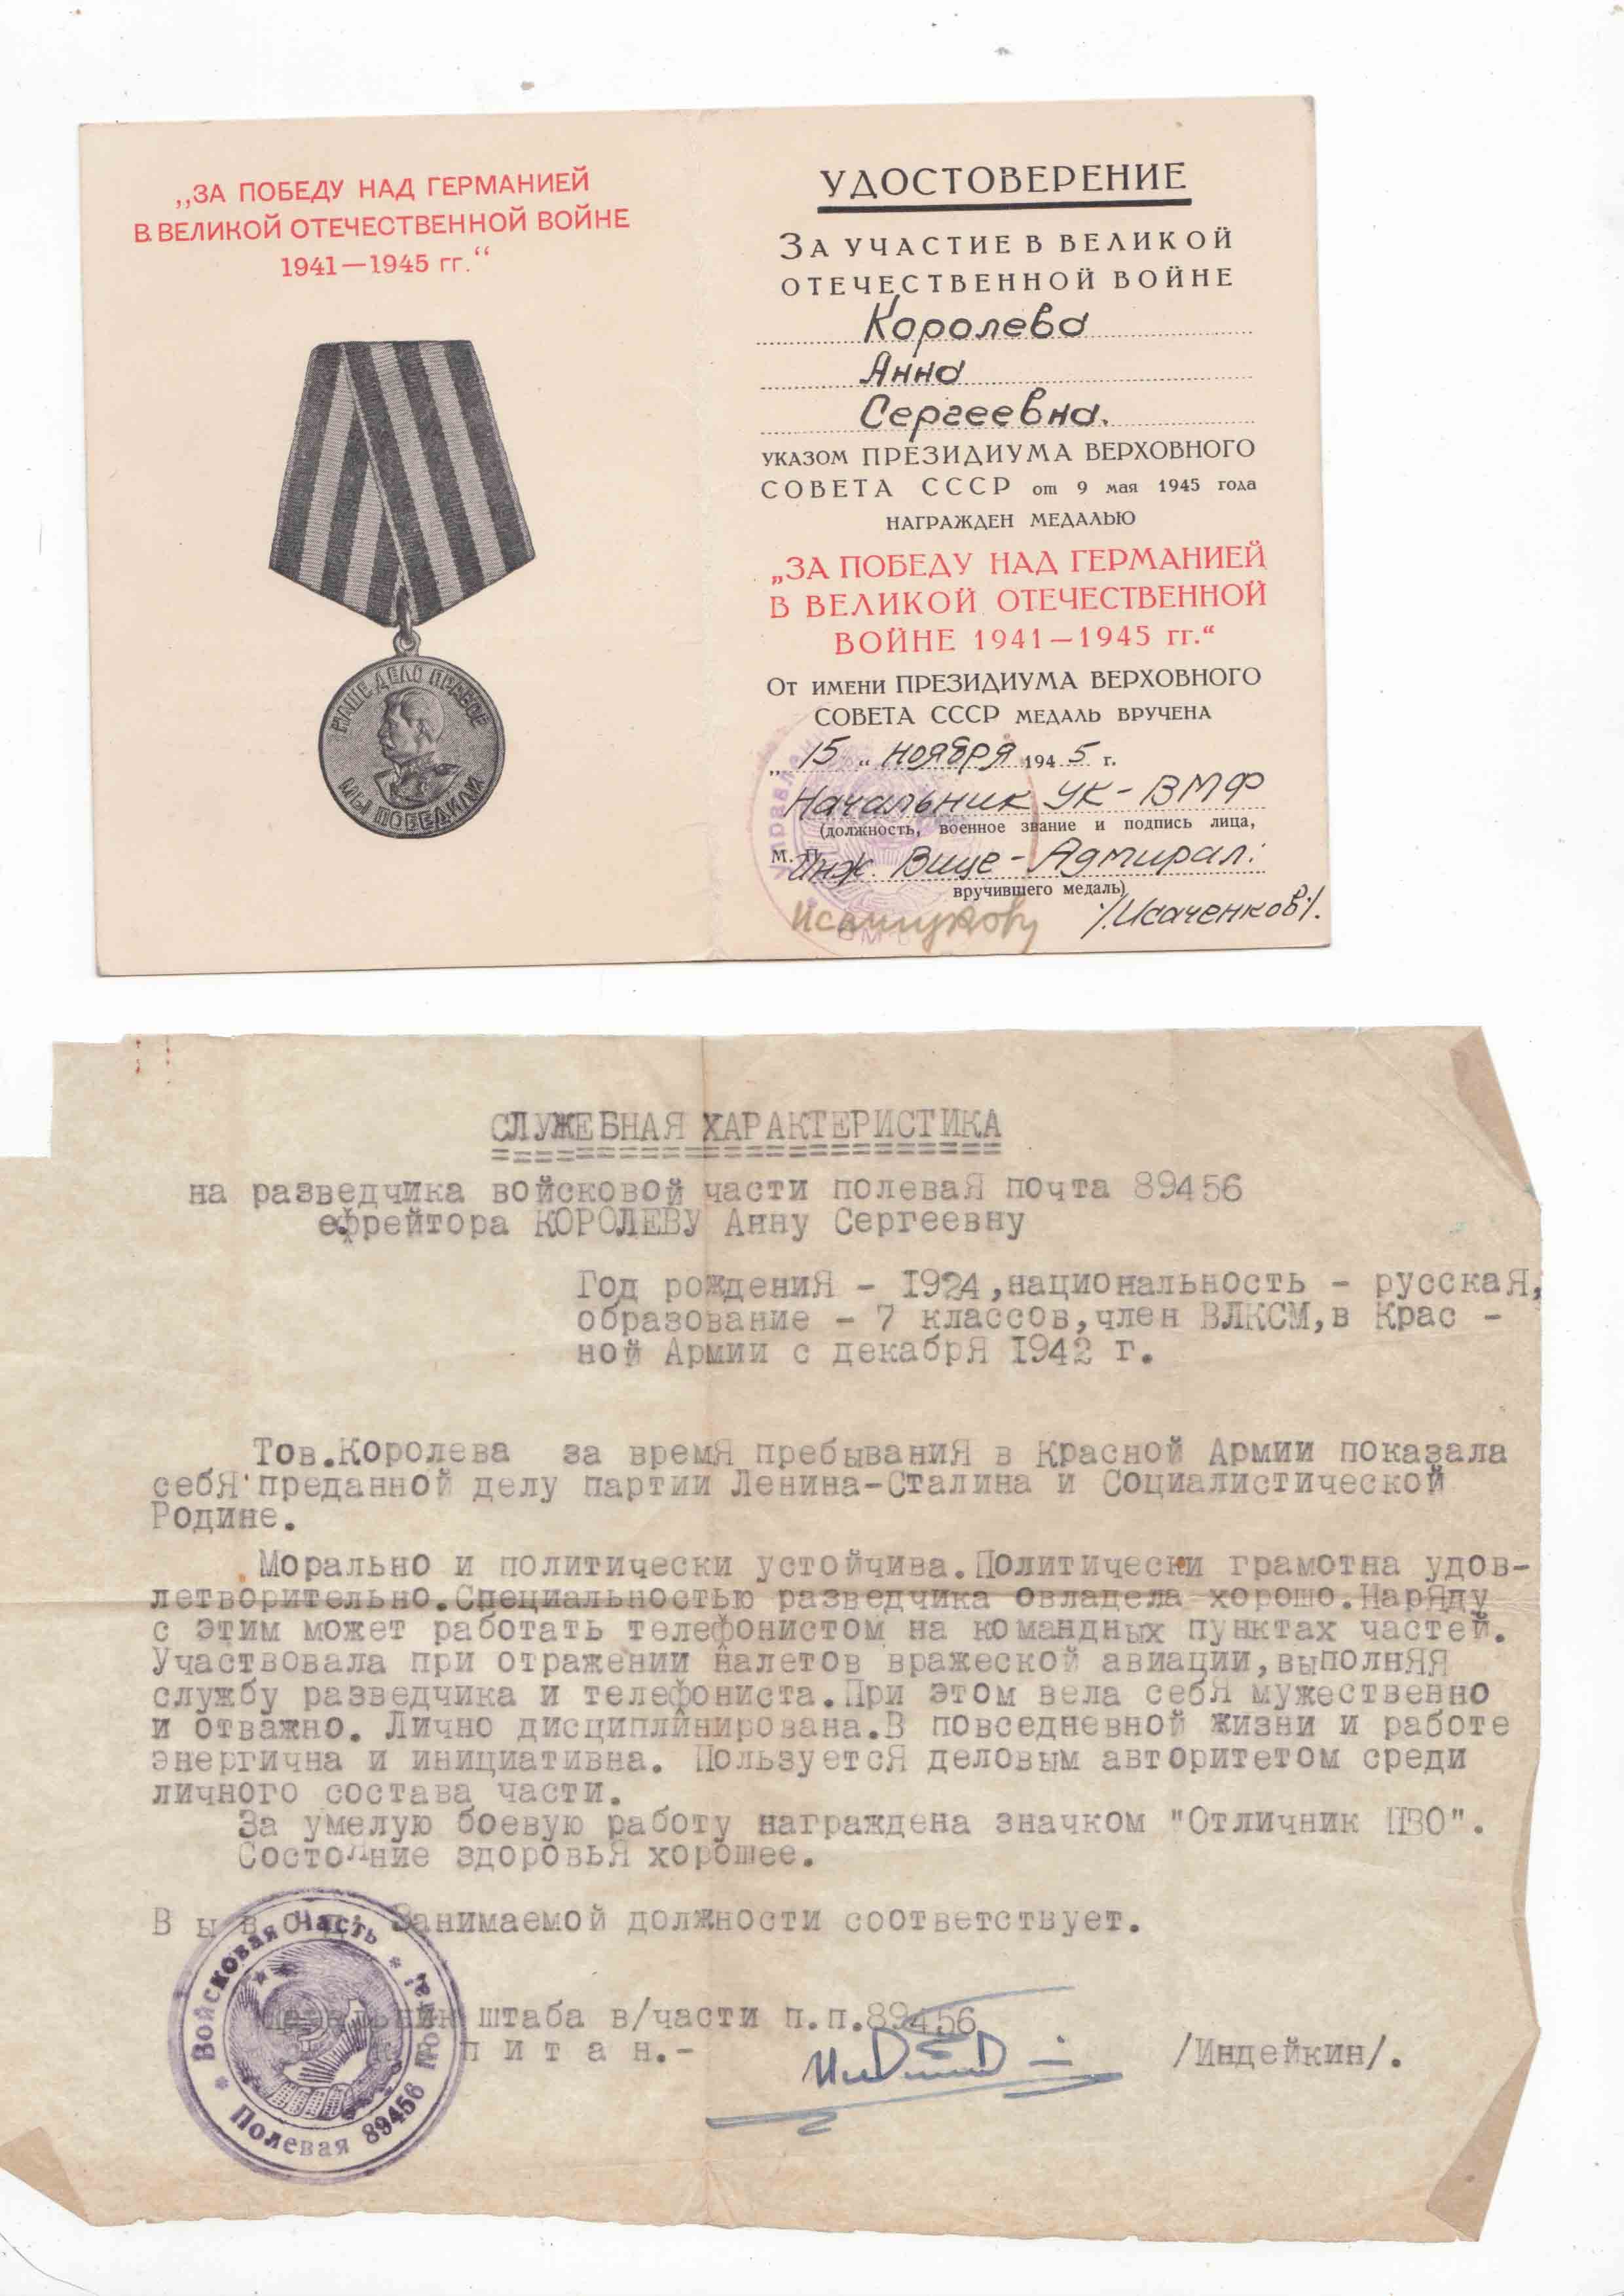 „ЗА ПОБЕДУ НАД ГЕРМАНИЕЙ
В ВЕЛИКОЙ ОТЕЧЕСТВЕННОЙ ВОЙНЕ
1941—1945 гг.“
НАШЕ ДЕЛО ПРАВОЕ
МЫ ПОБЕДИЛИ
УДОСТОВЕРЕНИЕ
ЗА УЧАСТИЕ В ВЕЛИКОЙ
ОТЕЧЕСТВЕННОЙ ВОЙНЕ
Королева
Анна
Сергеевна.
УКАЗОМ ПРЕЗИДИУМА ВЕРХОВНОГО
СОВЕТА СССР от 9 мая 1945 года
НАГРАЖДЕН МЕДАЛЬЮ
„ЗА ПОБЕДУ НАД ГЕРМАНИЕЙ
В ВЕЛИКОЙ ОТЕЧЕСТВЕННОЙ
ВОЙНЕ 1941—1945 гг.“
От имени ПРЕЗИДИУМА ВЕРХОВНОГО
СОВЕТА СССР МЕДАЛЬ ВРУЧЕНА
„ 15 „ ноября 1945 г.
Начальник УК-ВМФ
(должность, военное звание и подпись лица,
М. П.
Инж. Вице-Адмирал:
вручившего медаль)
/Исаченков/.
СЛУЖЕБНАЯ ХАРАКТЕРИСТИКА
на разведчика войсковой части полевая почта 89456
ефрейтора КОРОЛЕВУ Анну Сергеевну
Год рождения - 1924,национальность - русская,
образование - 7 классов,член ВЛКСМ,в Крас -
ной Армии с декабря 1942 г.
Тов.Королева за время пребывания в Красной Армии показала
себя преданной делу партии Ленина-Сталина и Социалистической
Родине.
Морально и политически устойчива.Политически грамотна удов-
летворительно.Специальностью разведчика овладела хорошо.Наряду
с этим может работать телефонистом на командных пунктах частей.
Участвовала при отражении налетов вражеской авиации,выполняя
службу разведчика и телефониста.При этом вела себя мужественно
и отважно. Лично дисциплинирована.В повседневной жизни и работе
энергична и инициативна. Пользуется деловым авторитетом среди
личного состава части.
За умелую боевую работу награждена значком "Отличник ПВО".
Состояние здоровья хорошее.
В ы в о д: Занимаемой должности соответствует.
Начальник штаба в/части п.п.89456
к а п и т а н.-
/Индейкин/.
* Войсковая часть *
Полевая 89456 почта